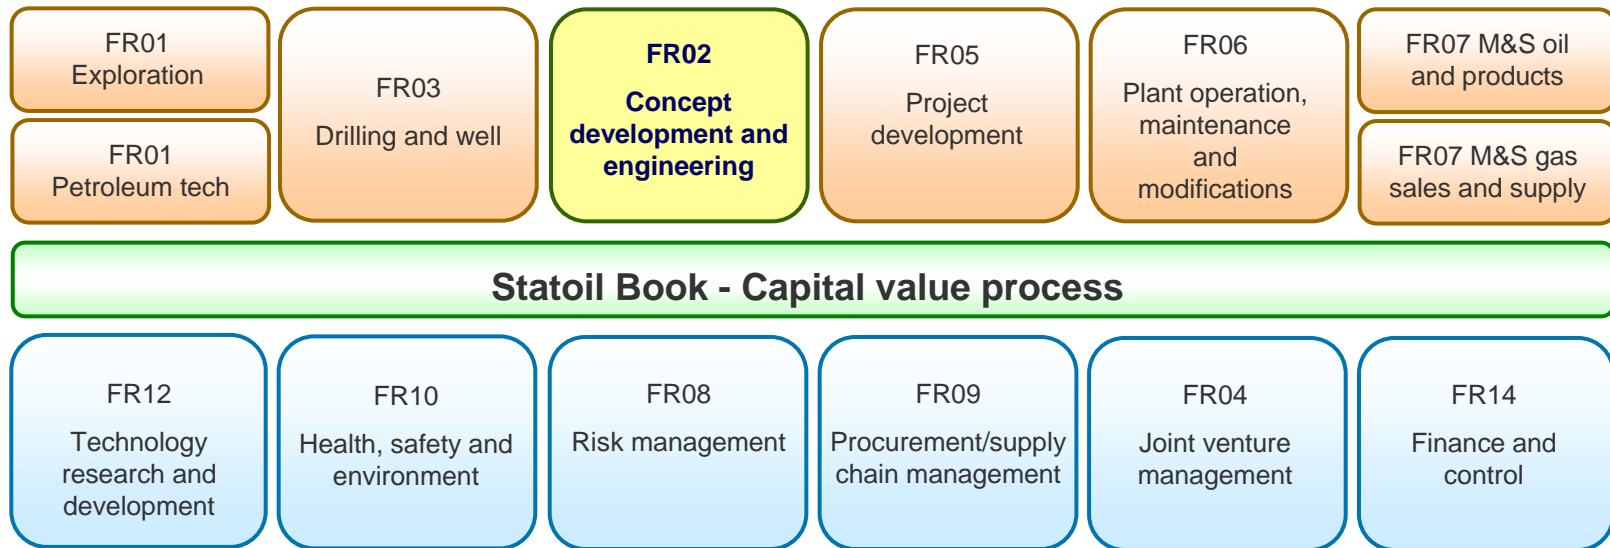 FR01
Exploration
FR01
Petroleum tech
FR03
Drilling and well
FR02
Concept
development and
engineering
FR05
Project
development
FR06
Plant operation,
maintenance
and
modifications
FR07 M&S oil
and products
FR07 M&S gas
sales and supply
Statoil Book - Capital value process
FR12
Technology
research and
development
FR10
Health, safety and
environment
FR08
Risk management
FR09
Procurement/supply
chain management
FR04
Joint venture
management
FR14
Finance and
control